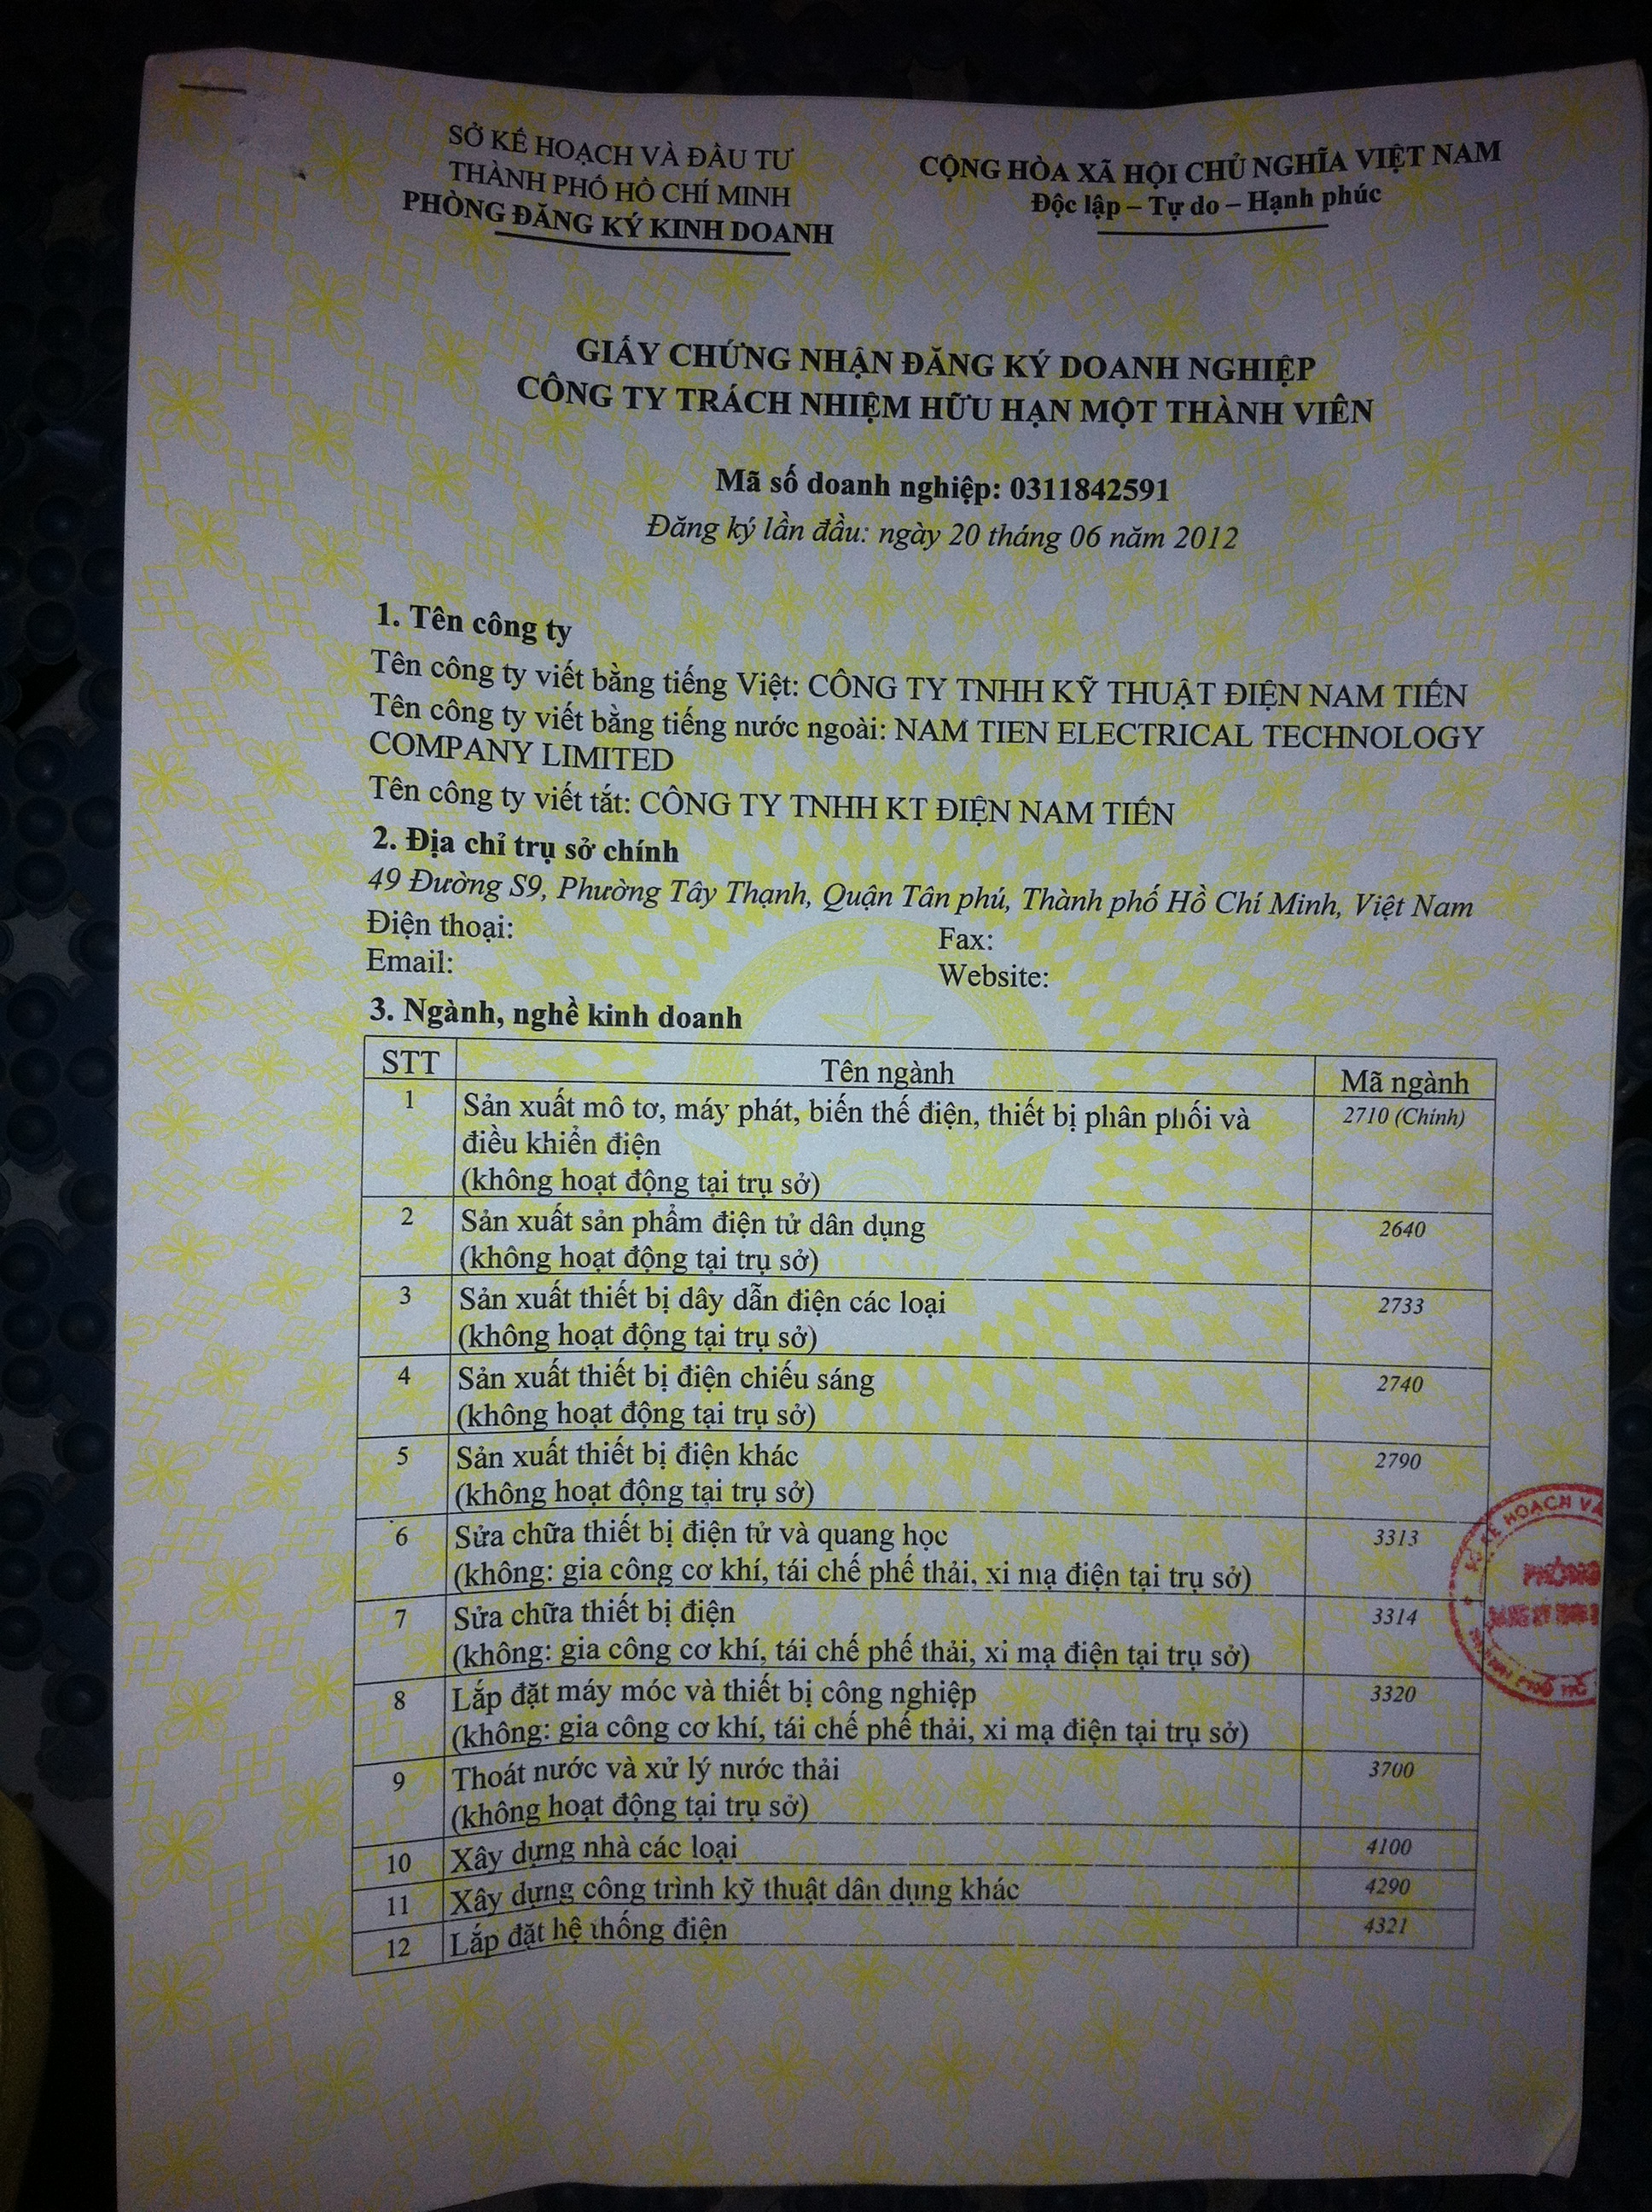 SỞ KẾ HOẠCH VÀ ĐẦU TƯ
THÀNH PHỐ HỒ CHÍ MINH
PHÒNG ĐĂNG KÝ KINH DOANH
CỘNG HÒA XÃ HỘI CHỦ NGHĨA VIỆT NAM
Độc lập – Tự do – Hạnh phúc
GIẤY CHỨNG NHẬN ĐĂNG KÝ DOANH NGHIỆP
CÔNG TY TRÁCH NHIỆM HỮU HẠN MỘT THÀNH VIÊN
Mã số doanh nghiệp: 0311842591
Đăng ký lần đầu: ngày 20 tháng 06 năm 2012
1. Tên công ty
Tên công ty viết bằng tiếng Việt: CÔNG TY TNHH KỸ THUẬT ĐIỆN NAM TIẾN
Tên công ty viết bằng tiếng nước ngoài: NAM TIEN ELECTRICAL TECHNOLOGY
COMPANY LIMITED
Tên công ty viết tắt: CÔNG TY TNHH KT ĐIỆN NAM TIẾN
2. Địa chỉ trụ sở chính
49 Đường S9, Phường Tây Thạnh, Quận Tân phú, Thành phố Hồ Chí Minh, Việt Nam
Điện thoại: Fax:
Email: Website:
3. Ngành, nghề kinh doanh
STT Tên ngành Mã ngành
1 Sản xuất mô tơ, máy phát, biến thế điện, thiết bị phân phối và 2710 (Chính)
điều khiển điện
(không hoạt động tại trụ sở)
2 Sản xuất sản phẩm điện tử dân dụng 2640
(không hoạt động tại trụ sở)
3 Sản xuất thiết bị dây dẫn điện các loại 2733
(không hoạt động tại trụ sở)
4 Sản xuất thiết bị điện chiếu sáng 2740
(không hoạt động tại trụ sở)
5 Sản xuất thiết bị điện khác 2790
(không hoạt động tại trụ sở)
6 Sửa chữa thiết bị điện tử và quang học 3313
(không: gia công cơ khí, tái chế phế thải, xi mạ điện tại trụ sở)
7 Sửa chữa thiết bị điện 3314
(không: gia công cơ khí, tái chế phế thải, xi mạ điện tại trụ sở)
8 Lắp đặt máy móc và thiết bị công nghiệp 3320
(không: gia công cơ khí, tái chế phế thải, xi mạ điện tại trụ sở)
9 Thoát nước và xử lý nước thải 3700
(không hoạt động tại trụ sở)
10 Xây dựng nhà các loại 4100
11 Xây dựng công trình kỹ thuật dân dụng khác 4290
12 Lắp đặt hệ thống điện 4321
HOẠCH VÀ
PHÒNG